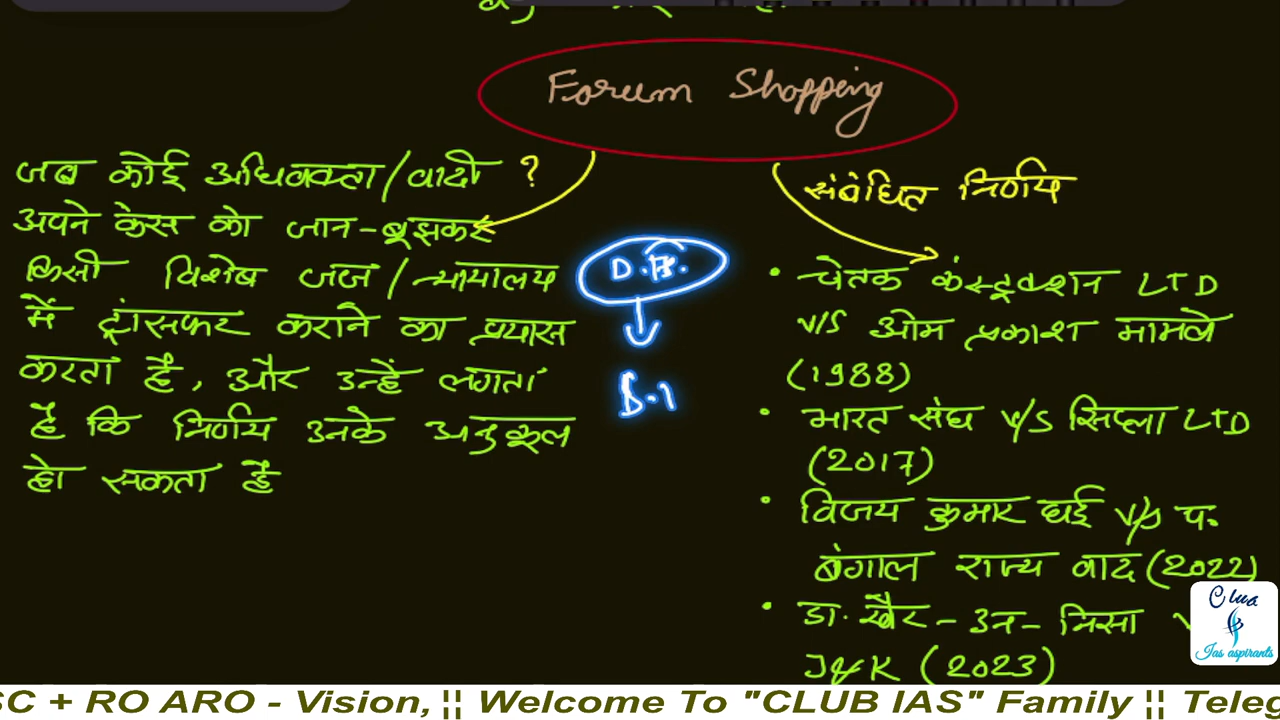 Forum Shopping
जब कोई अधिवक्ता/वादी ?
अपने केस को जान-बूझकर
किसी विशेष जज/न्यायालय
में ट्रांसफर कराने का प्रयास
करता है, और उन्हें लगता
है कि निर्णय उनके अनुकूल
हो सकता है
संबंधित निर्णय
• चेतक कंस्ट्रक्शन LTD
V/S ओम प्रकाश मामले
(1988)
• भारत संघ V/S सिप्ला LTD
(2017)
• विजय कुमार घई V/S प.
बंगाल राज्य वाद (2022)
• डा. खैर-उन-निसा
J&K (2023)
Club
Ias aspirants
SC + RO ARO - Vision, || Welcome To "CLUB IAS" Family || Teleg